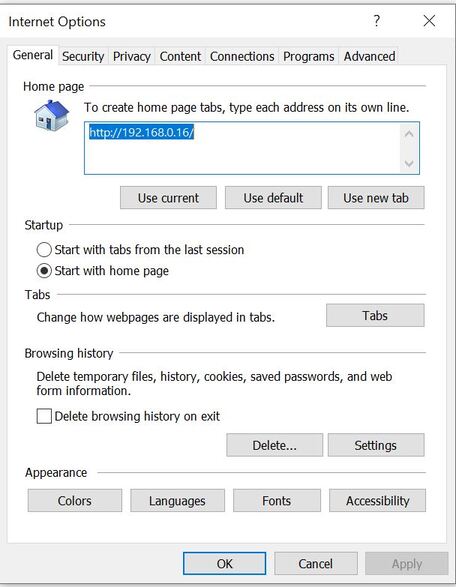 Internet Options
?
General Security Privacy Content Connections Programs Advanced
Home page
To create home page tabs, type each address on its own line.
http://192.168.0.16/
Use current Use default Use new tab
Startup
Start with tabs from the last session
Start with home page
Tabs
Change how webpages are displayed in tabs. Tabs
Browsing history
Delete temporary files, history, cookies, saved passwords, and web
form information.
Delete browsing history on exit
Delete... Settings
Appearance
Colors Languages Fonts Accessibility
OK Cancel Apply